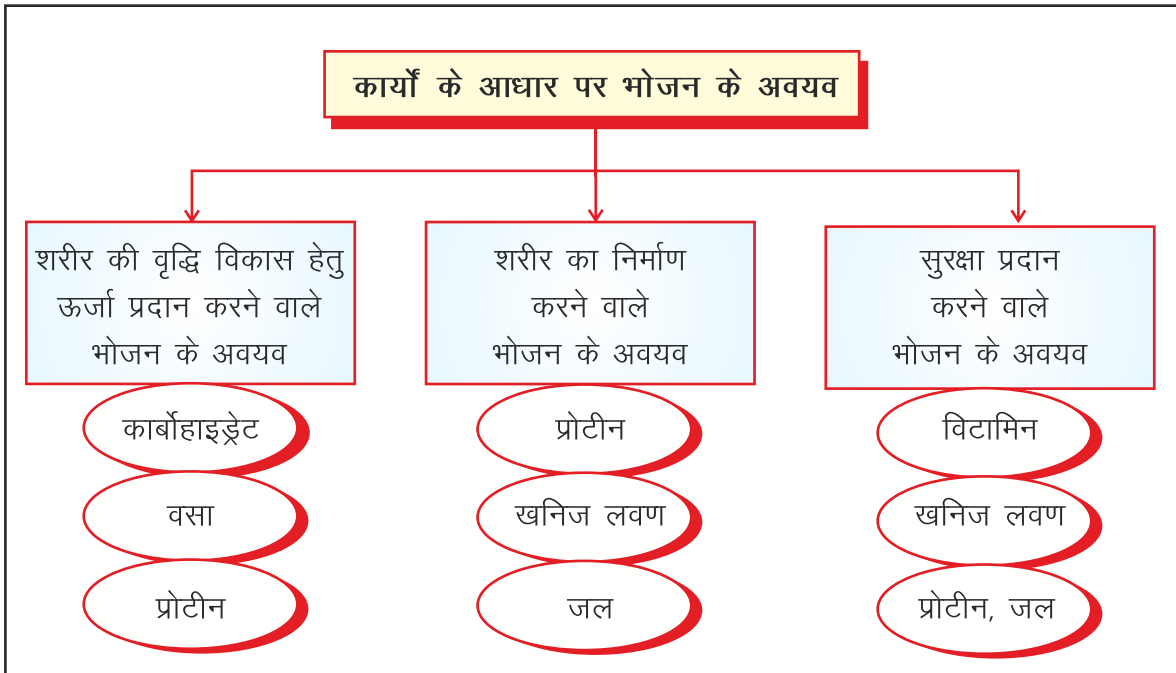 कार्यों के आधार पर भोजन के अवयव
शरीर की वृद्धि विकास हेतु
ऊर्जा प्रदान करने वाले
भोजन के अवयव
कार्बोहाइड्रेट
वसा
प्रोटीन
शरीर का निर्माण
करने वाले
भोजन के अवयव
प्रोटीन
खनिज लवण
जल
सुरक्षा प्रदान
करने वाले
भोजन के अवयव
विटामिन
खनिज लवण
प्रोटीन, जल